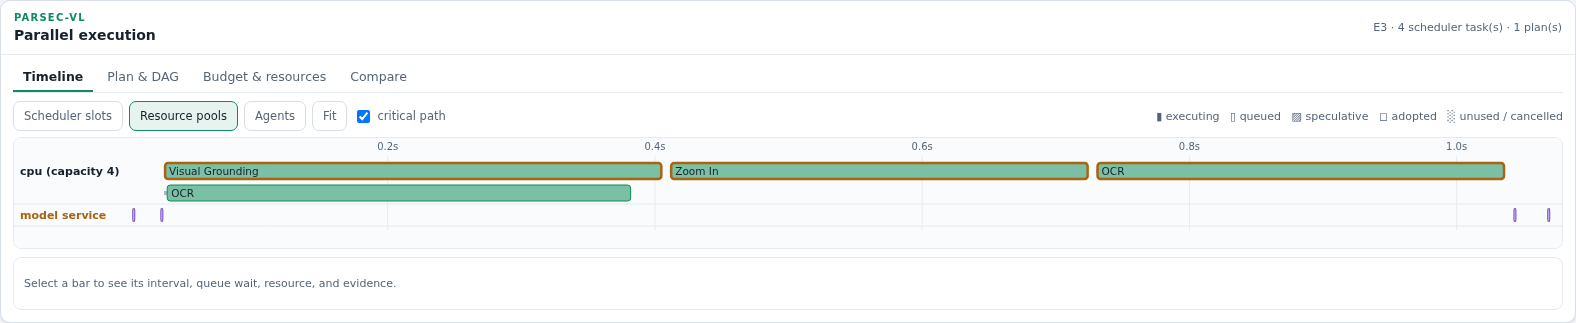 PARSEC-VL
Parallel execution
E3 · 4 scheduler task(s) · 1 plan(s)
Timeline Plan & DAG Budget & resources Compare
Scheduler slots Resource pools Agents Fit critical path
executing queued speculative adopted unused / cancelled
0.2s 0.4s 0.6s 0.8s 1.0s
cpu (capacity 4) Visual Grounding Zoom In OCR
OCR
model service
Select a bar to see its interval, queue wait, resource, and evidence.